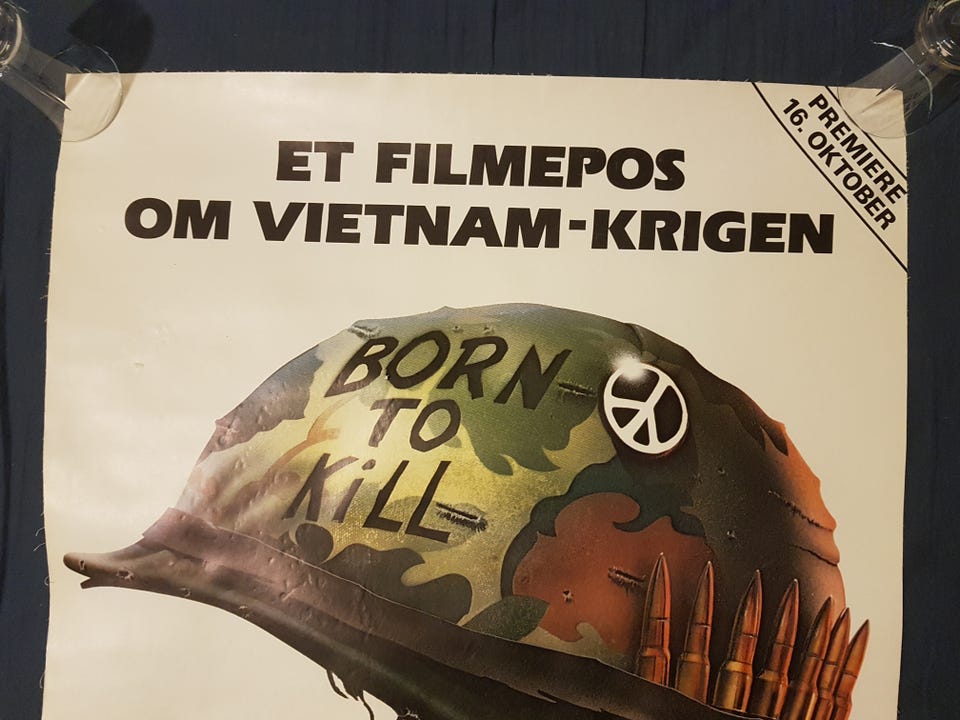 ET FILMEPOS
OM VIETNAM-KRIGEN
PREMIERE
16. OKTOBER
BORN
TO
KiLL